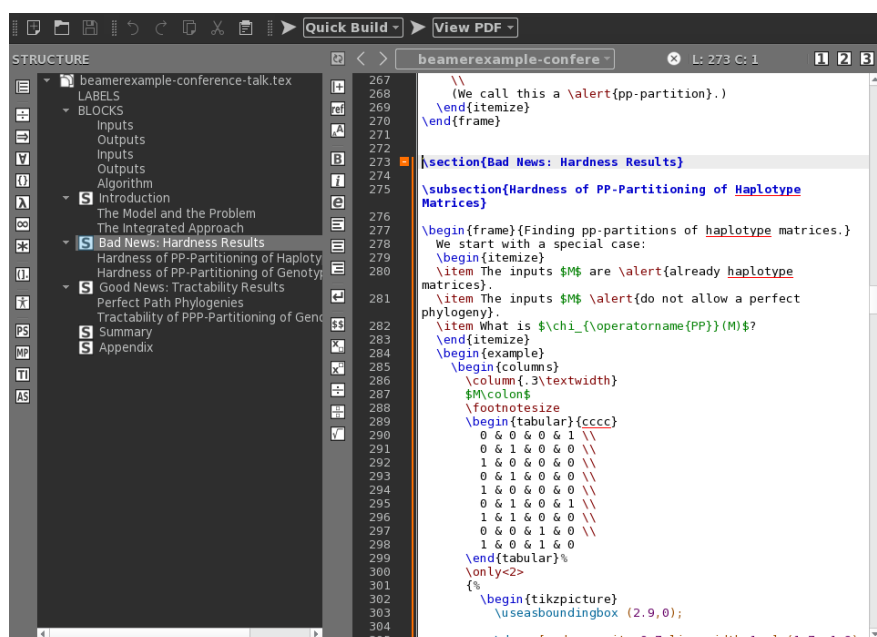 Quick Build
View PDF
STRUCTURE
beamerexample-confere
L: 273 C: 1
1 2 3
beamerexample-conference-talk.tex
LABELS
BLOCKS
Inputs
Outputs
Inputs
Outputs
Algorithm
S Introduction
The Model and the Problem
The Integrated Approach
S Bad News: Hardness Results
Hardness of PP-Partitioning of Haploty
Hardness of PP-Partitioning of Genoty
S Good News: Tractability Results
Perfect Path Phylogenies
Tractability of PPP-Partitioning of Geno
S Summary
S Appendix
PS
MP
TI
AS
ref
B
i
e
$$
267 \\
268 (We call this a \alert{pp-partition}.)
269 \end{itemize}
270 \end{frame}
271
272
273 \section{Bad News: Hardness Results}
274
275 \subsection{Hardness of PP-Partitioning of Haplotype
Matrices}
276
277 \begin{frame}{Finding pp-partitions of haplotype matrices.}
278 We start with a special case:
279 \begin{itemize}
280 \item The inputs $M$ are \alert{already haplotype
matrices}.
281 \item The inputs $M$ \alert{do not allow a perfect
phylogeny}.
282 \item What is $\chi_{\operatorname{PP}}(M)$?
283 \end{itemize}
284 \begin{example}
285 \begin{columns}
286 \column{.3\textwidth}
287 $M\colon$
288 \footnotesize
289 \begin{tabular}{cccc}
290 0 & 0 & 0 & 1 \\
291 0 & 1 & 0 & 0 \\
292 1 & 0 & 0 & 0 \\
293 0 & 1 & 0 & 0 \\
294 1 & 0 & 0 & 0 \\
295 0 & 1 & 0 & 1 \\
296 1 & 1 & 0 & 0 \\
297 0 & 0 & 1 & 0 \\
298 1 & 0 & 1 & 0
299 \end{tabular}%
300 \only<2>
301 {%
302 \begin{tikzpicture}
303 \useasboundingbox (2.9,0);
304